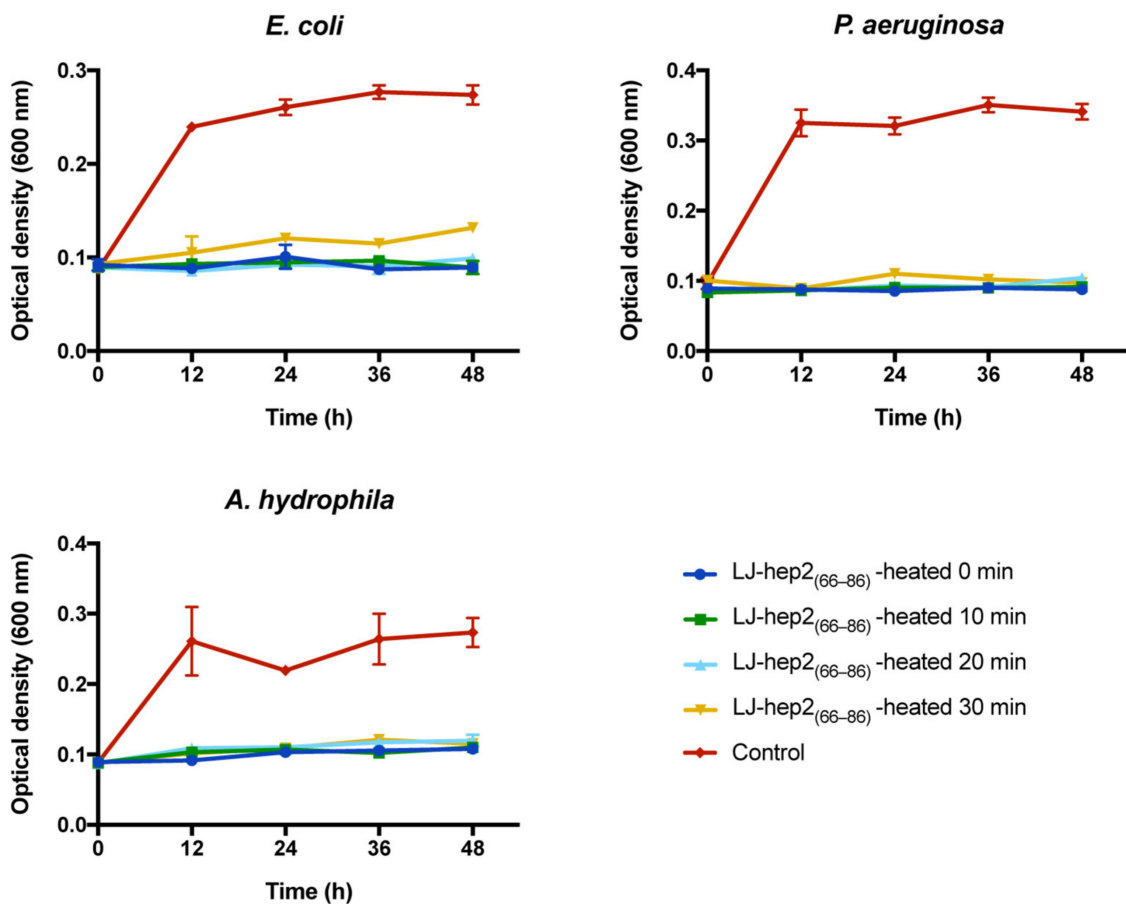 E. coli
0.3
0.2
0.1
0.0
Optical density (600 nm)
0 12 24 36 48
Time (h)
P. aeruginosa
0.4
0.3
0.2
0.1
0.0
Optical density (600 nm)
0 12 24 36 48
Time (h)
A. hydrophila
0.4
0.3
0.2
0.1
0.0
Optical density (600 nm)
0 12 24 36 48
Time (h)
LJ-hep2(66–86) -heated 0 min
LJ-hep2(66–86) -heated 10 min
LJ-hep2(66–86) -heated 20 min
LJ-hep2(66–86) -heated 30 min
Control